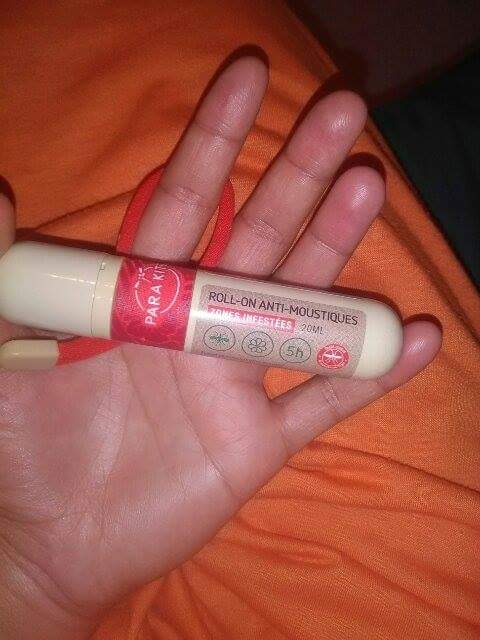 PARA'KITO
ROLL-ON ANTI-MOUSTIQUES
ZONES INFESTÉES 20ML
5h